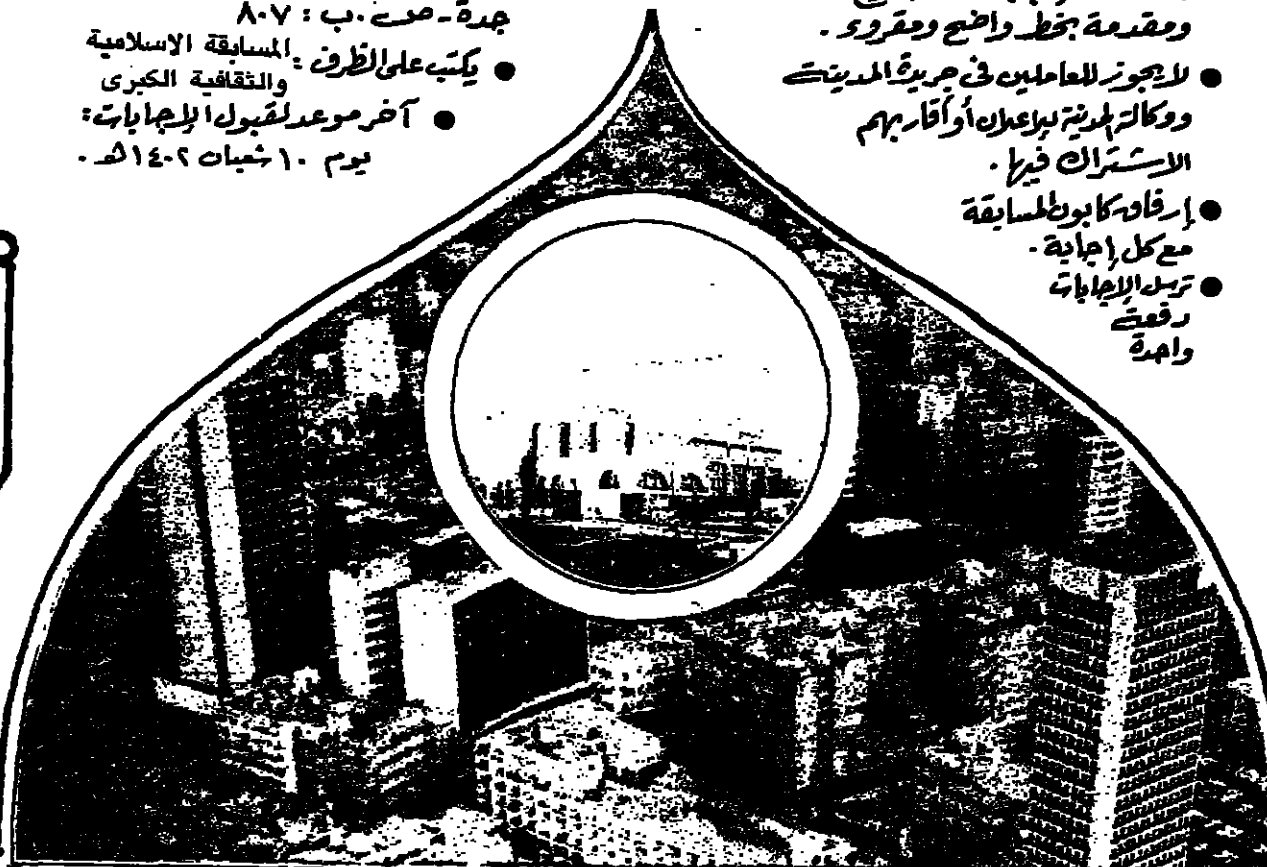 ومقدمة بخط واضح ومقروء .
● لا يجوز للعاملين في جريدة المدينة
ووكالة المدينة للإعلان أو أقاربهم
الاشتراك فيها .
● إرفاق كابون المسابقة
مع كل إجابة .
● ترسل الإجابات
دفعة
واحدة
جدة - ص . ب : ٨٠٧
● يكتب على الظرف : المسابقة الاسلامية
والثقافية الكبرى
● آخر موعد لقبول الإجابات :
يوم ١٠ شعبان ١٤٠٢ هـ .